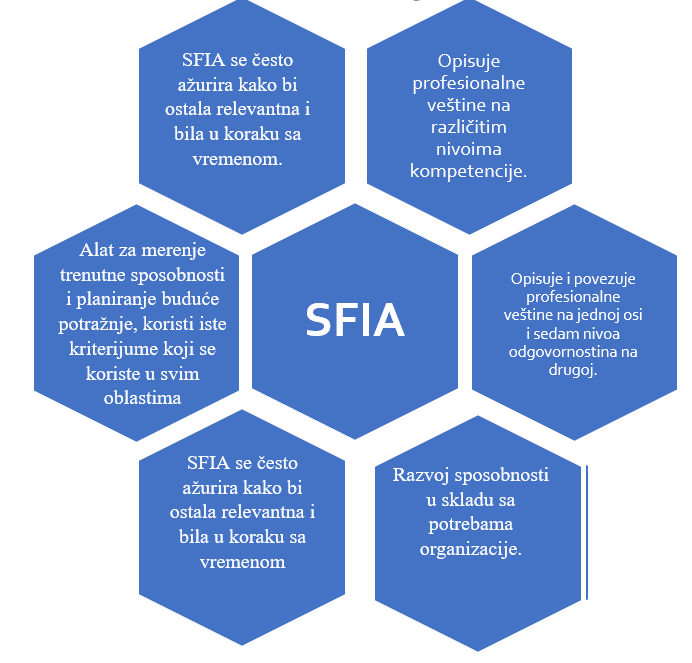 SFIA se često
ažurira kako bi
ostala relevantna i
bila u koraku sa
vremenom.
Opisuje
profesionalne
veštine na
različitim
nivoima
kompetencije.
Alat za merenje
trenutne sposobnosti
i planiranje buduće
potražnje, koristi iste
kriterijume koji se
koriste u svim
oblastima
SFIA
Opisuje i povezuje
profesionalne
veštine na jednoj osi
i sedam nivoa
odgovornostina na
drugoj.
SFIA se često
ažurira kako bi
ostala relevantna i
bila u koraku sa
vremenom
Razvoj sposobnosti
u skladu sa
potrebama
organizacije.